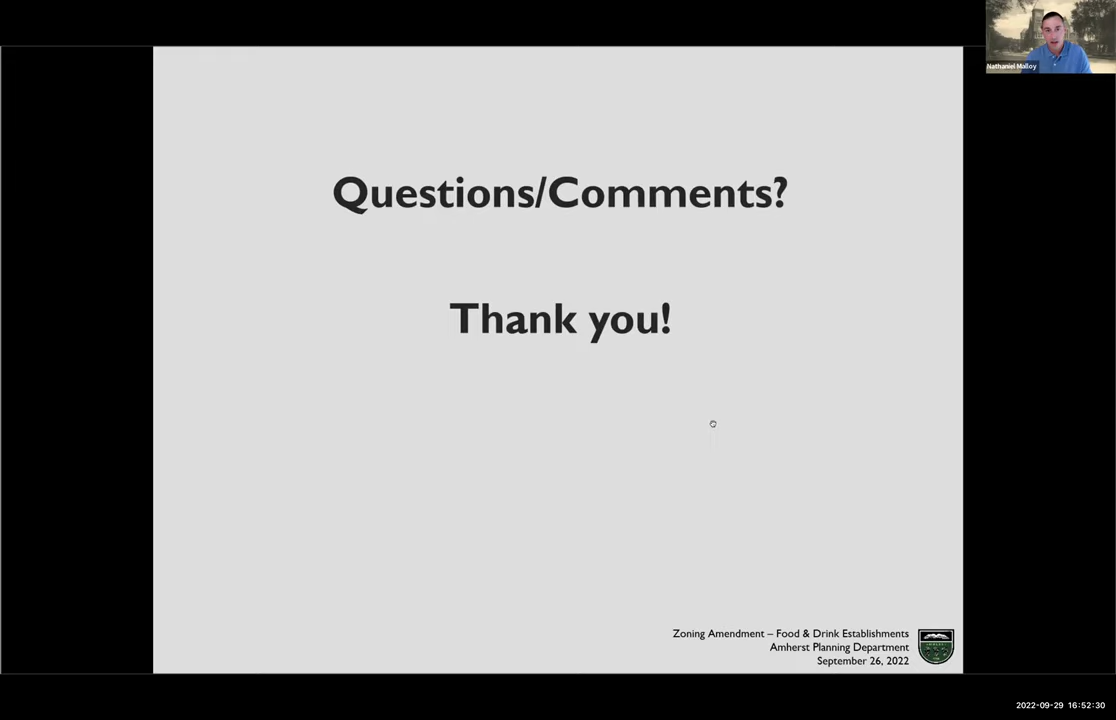 Nathaniel Malloy
Questions/Comments?
Thank you!
Zoning Amendment – Food & Drink Establishments
Amherst Planning Department
September 26, 2022
2022-09-29 16:52:30